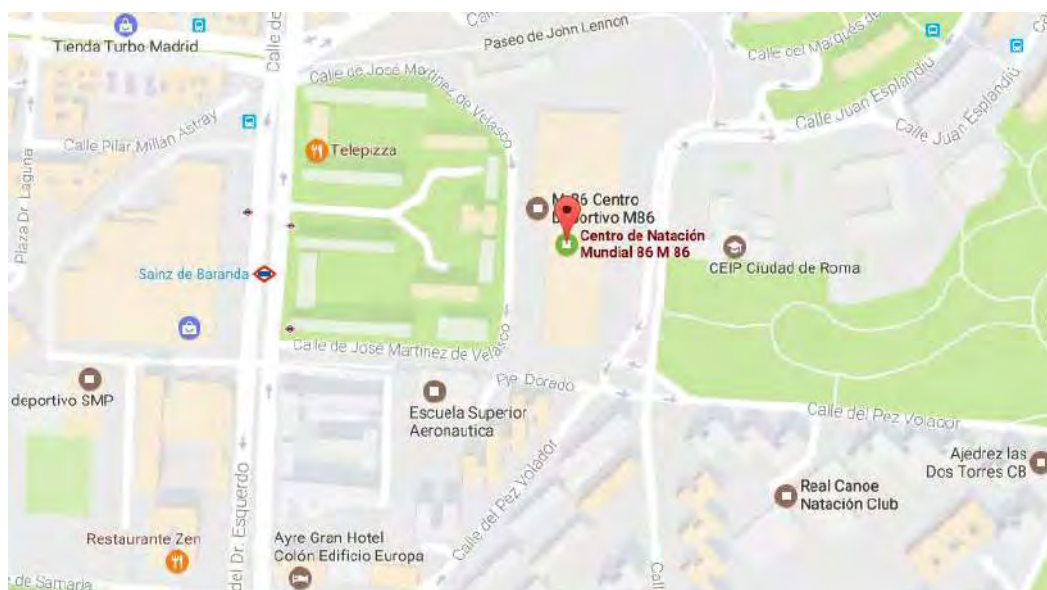 Calle
Calle de
Tienda Turbo Madrid
Paseo de John Lennon
Calle del Marqués de
Calle de José Martínez de Velasco
Calle Juan Esplandiú
Calle Juan Esplandiú
Calle Pilar Millán Astray
Plaza Dr. Laguna
Telepizza
M-86 Centro
Deportivo M86
Centro de Natación
Mundial 86 M 86
CEIP Ciudad de Roma
Sainz de Baranda
Calle de José Martínez de Velasco
Pje. Dorado
deportivo SMP
Escuela Superior
Aeronautica
Calle del Pez Volador
Calle del Pez Volador
Ajedrez las
Dos Torres CB
Real Canoe
Natación Club
Restaurante Zen
del Dr. Esquerdo
Ayre Gran Hotel
Colón Edificio Europa
e de Samaria
Call